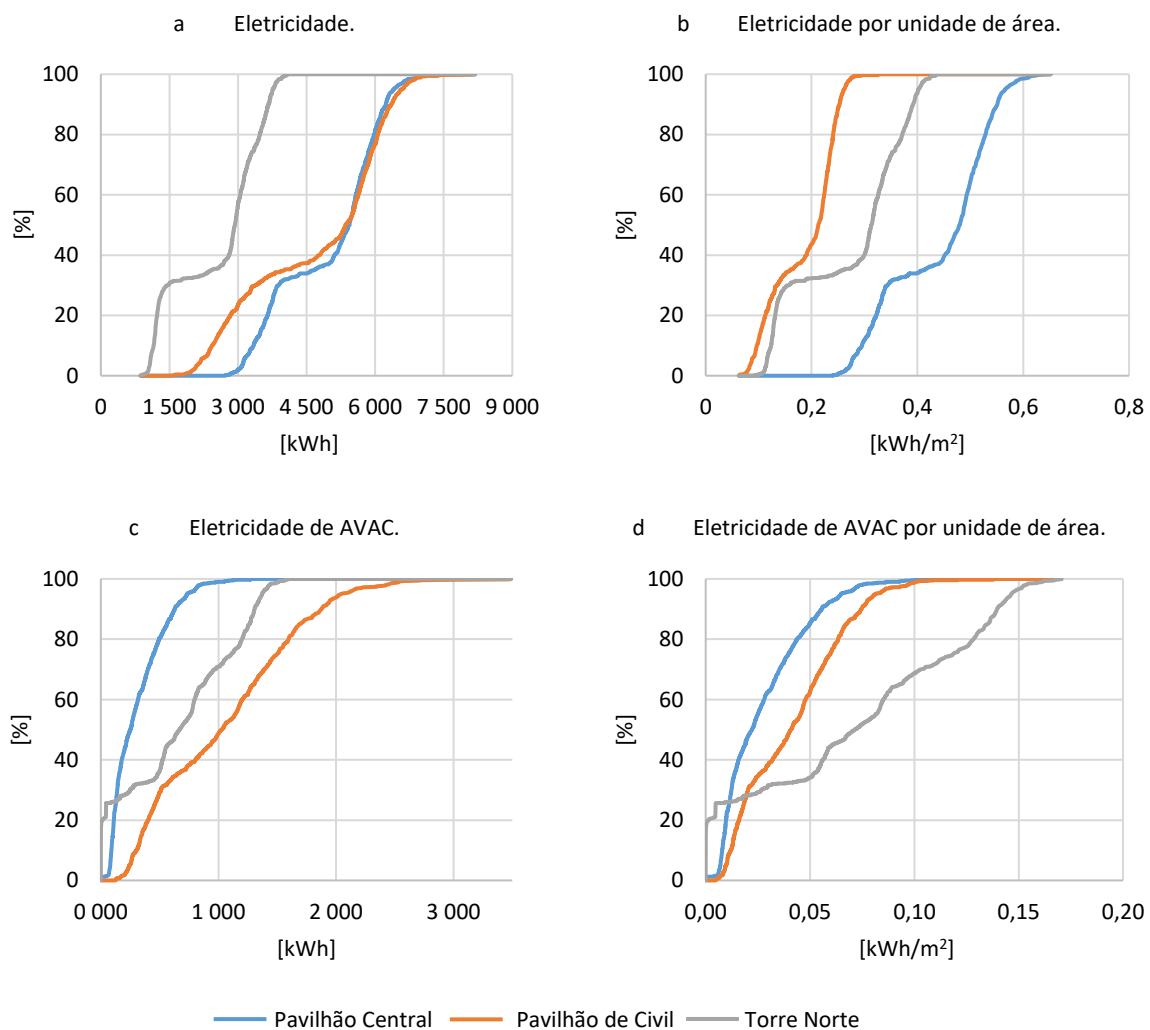 a Eletricidade.
b Eletricidade por unidade de área.
100
80
60
40
20
0
[%]
0 1 500 3 000 4 500 6 000 7 500 9 000
[kWh]
100
80
60
40
20
0
[%]
0 0,2 0,4 0,6 0,8
[kWh/m²]
c Eletricidade de AVAC.
d Eletricidade de AVAC por unidade de área.
100
80
60
40
20
0
[%]
0 000 1 000 2 000 3 000
[kWh]
100
80
60
40
20
0
[%]
0,00 0,05 0,10 0,15 0,20
[kWh/m²]
Pavilhão Central Pavilhão de Civil Torre Norte